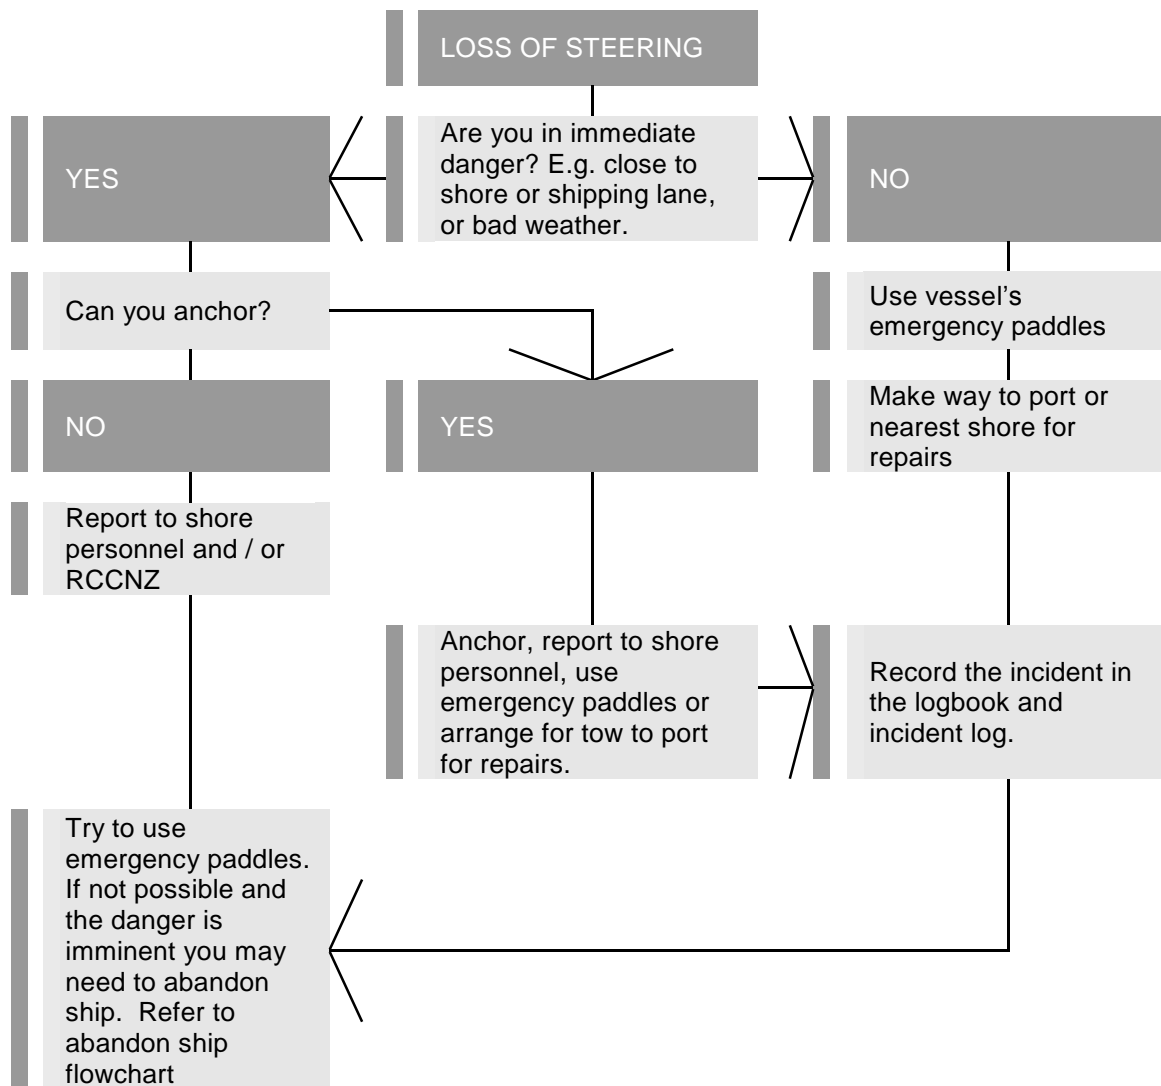 LOSS OF STEERING
Are you in immediate
danger? E.g. close to
shore or shipping lane,
or bad weather.
YES
NO
Can you anchor?
Use vessel's
emergency paddles
NO
YES
Make way to port or
nearest shore for
repairs
Report to shore
personnel and / or
RCCNZ
Anchor, report to shore
personnel, use
emergency paddles or
arrange for tow to port
for repairs.
Record the incident in
the logbook and
incident log.
Try to use
emergency paddles.
If not possible and
the danger is
imminent you may
need to abandon
ship.  Refer to
abandon ship
flowchart